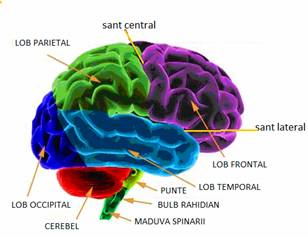 sant central
LOB PARIETAL
sant lateral
LOB FRONTAL
LOB TEMPORAL
PUNTE
LOB OCCIPITAL
BULB RAHIDIAN
MADUVA SPINARII
CEREBEL